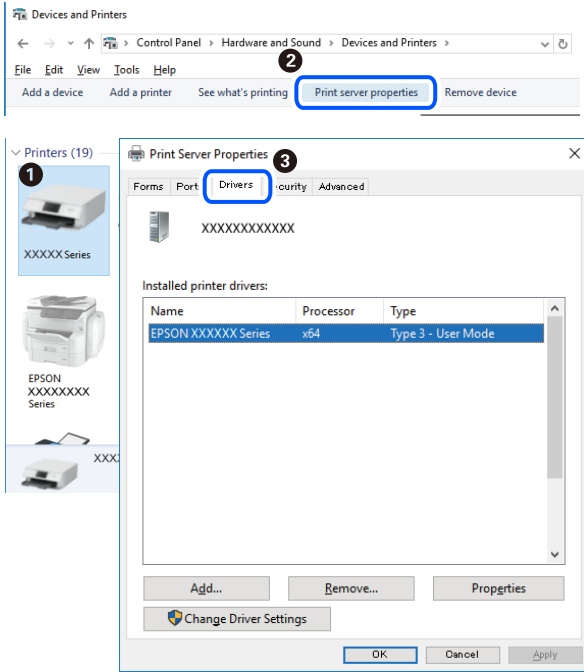 Devices and Printers
Control Panel > Hardware and Sound > Devices and Printers >
2
File Edit View Tools Help
Add a device Add a printer See what's printing Print server properties Remove device
Printers (19)
1
XXXXX Series
EPSON
XXXXXXXX
Series
XXX
Print Server Properties
3
Forms Port Drivers curity Advanced
XXXXXXXXXXXX
Installed printer drivers:
Name Processor Type
EPSON XXXXXX Series x64 Type 3 - User Mode
Add... Remove... Properties
Change Driver Settings
OK Cancel Apply